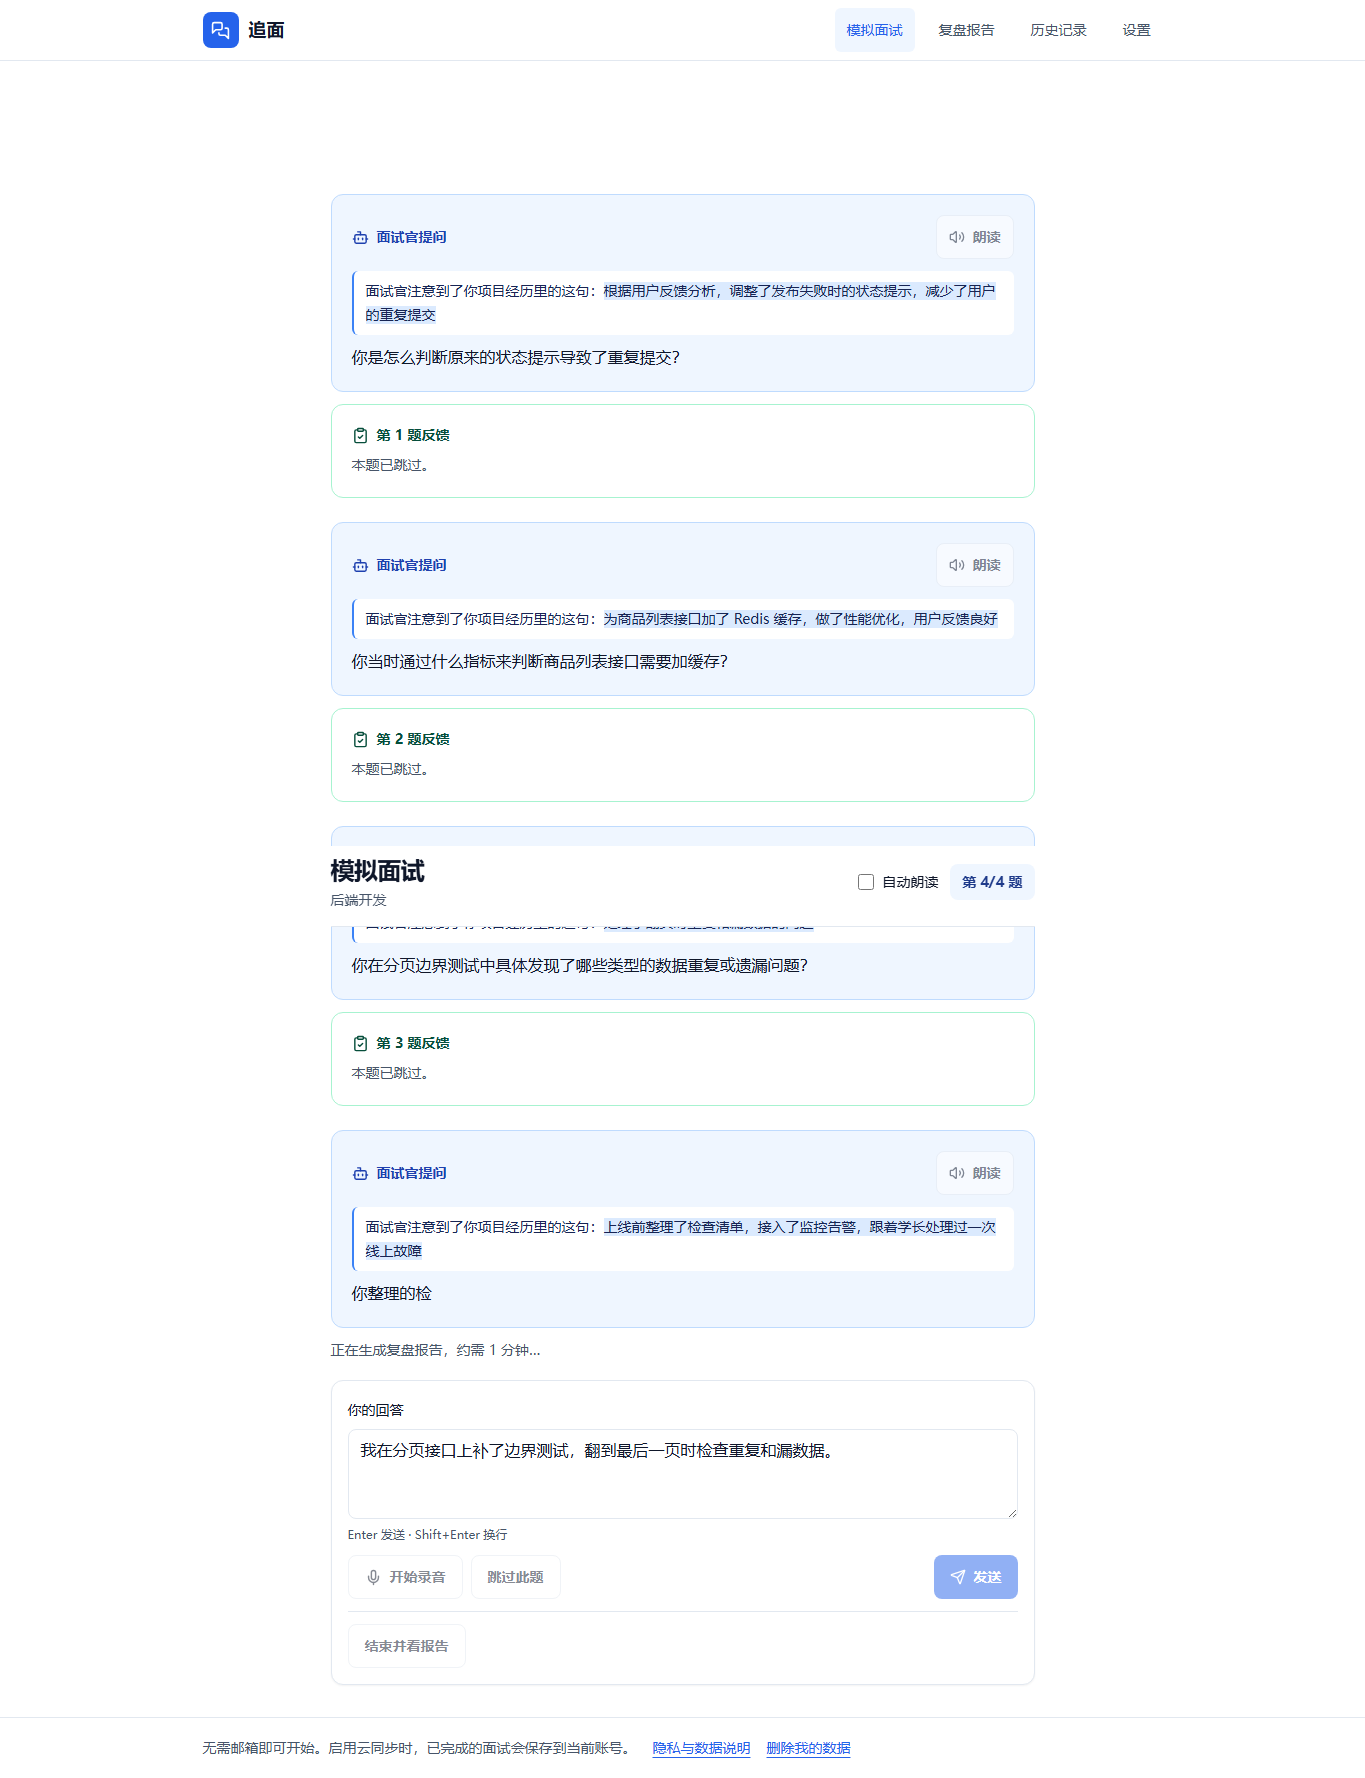 追面
模拟面试
复盘报告
历史记录
设置
面试官提问
朗读
面试官注意到了你项目经历里的这句：根据用户反馈分析，调整了发布失败时的状态提示，减少了用户
的重复提交
你是怎么判断原来的状态提示导致了重复提交？
第 1 题反馈
本题已跳过。
面试官提问
朗读
面试官注意到了你项目经历里的这句：为商品列表接口加了 Redis 缓存，做了性能优化，用户反馈良好
你当时通过什么指标来判断商品列表接口需要加缓存？
第 2 题反馈
本题已跳过。
模拟面试
后端开发
自动朗读
第 4/4 题
你在分页边界测试中具体发现了哪些类型的数据重复或遗漏问题？
第 3 题反馈
本题已跳过。
面试官提问
朗读
面试官注意到了你项目经历里的这句：上线前整理了检查清单，接入了监控告警，跟着学长处理过一次
线上故障
你整理的检
正在生成复盘报告，约需 1 分钟...
你的回答
我在分页接口上补了边界测试，翻到最后一页时检查重复和漏数据。
Enter 发送 · Shift+Enter 换行
开始录音
跳过此题
发送
结束并看报告
无需邮箱即可开始。启用云同步时，已完成的面试会保存到当前账号。
隐私与数据说明
删除我的数据